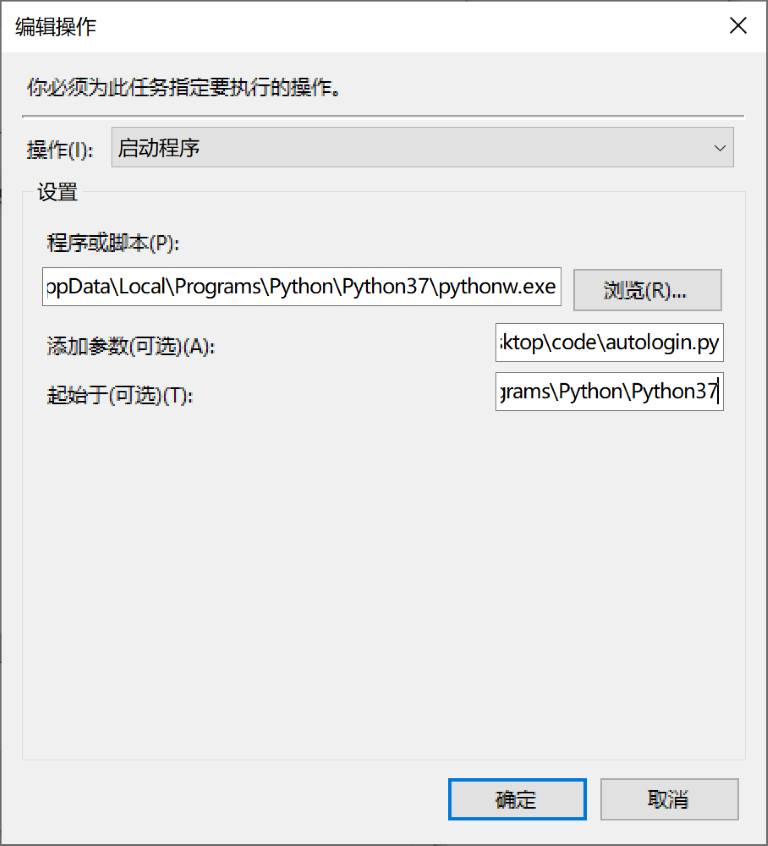 编辑操作
你必须为此任务指定要执行的操作。
操作(I):
启动程序
设置
程序或脚本(P):
ppData\Local\Programs\Python\Python37\pythonw.exe
浏览(R)...
添加参数(可选)(A):
ktop\code\autologin.py
起始于(可选)(T):
grams\Python\Python37
确定
取消